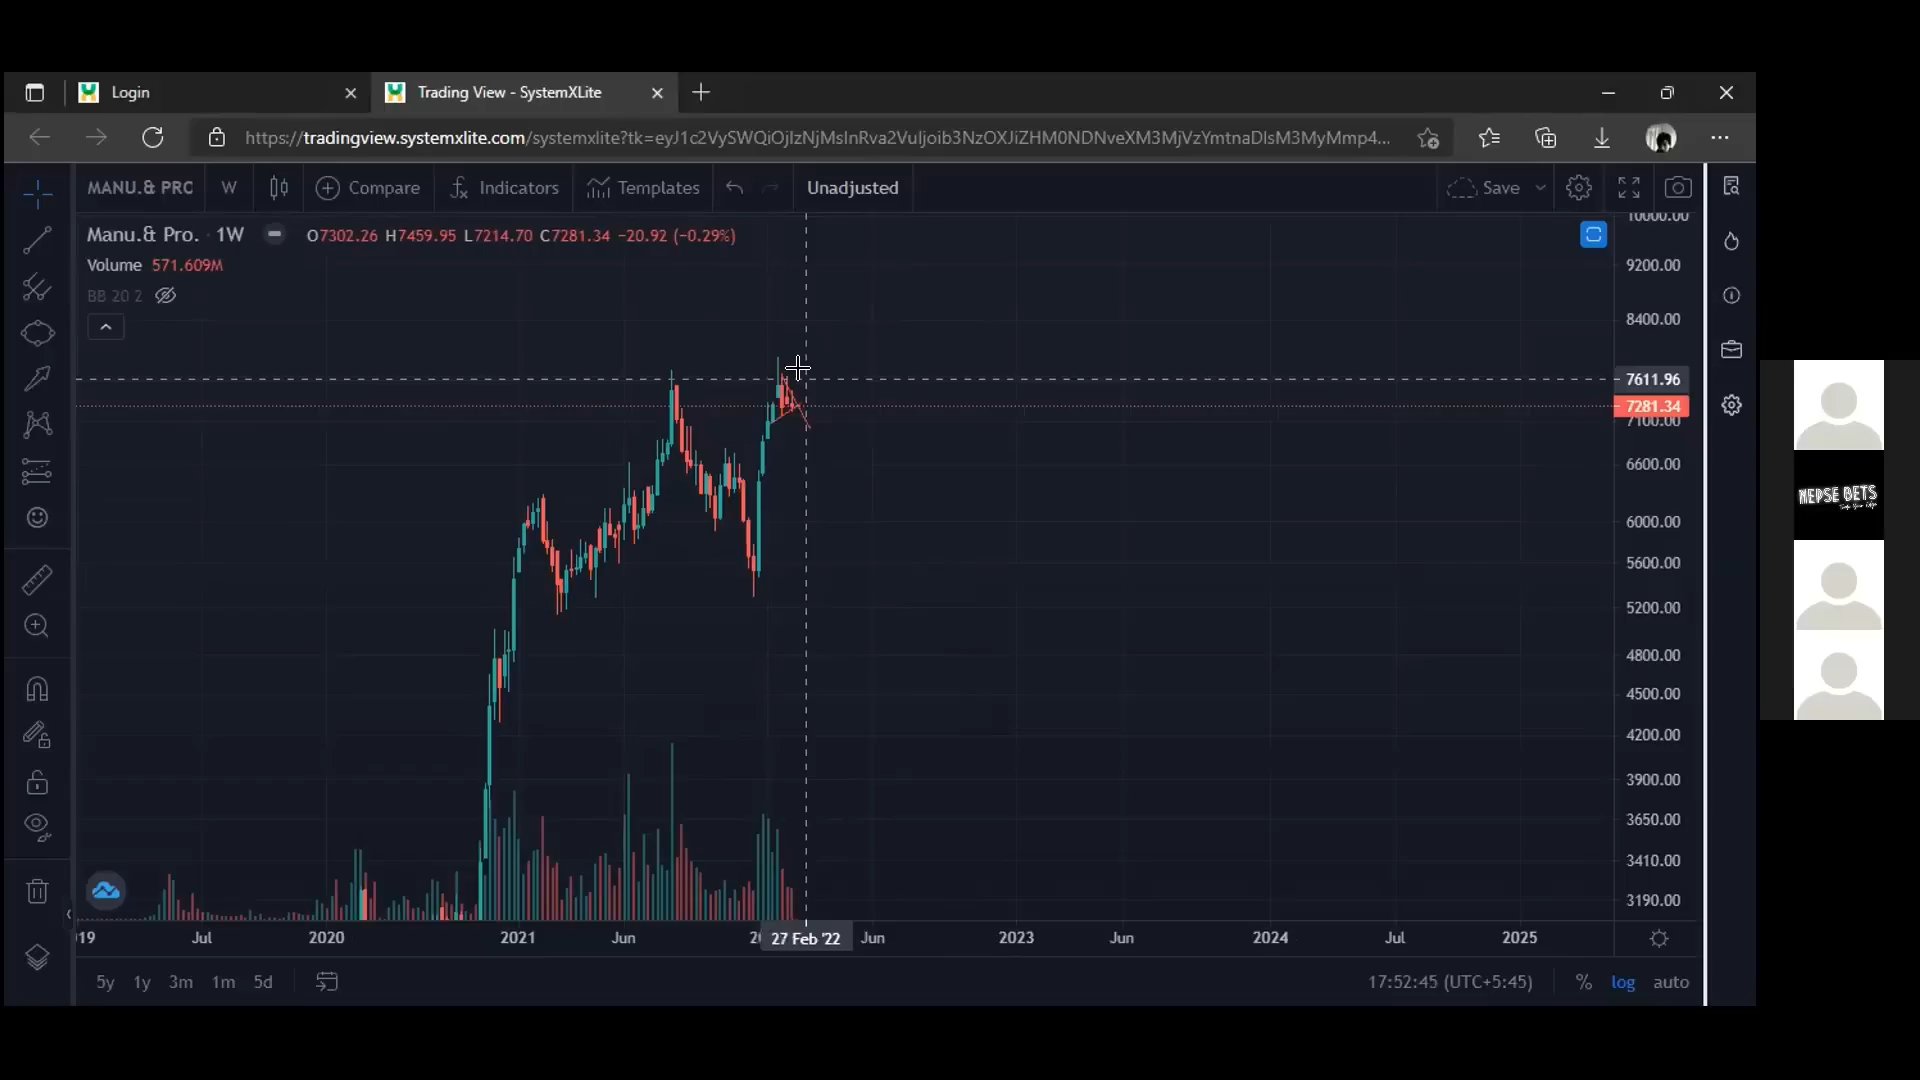 Login
Trading View - SystemXLite
https://tradingview.systemxlite.com/systemxlite?tk=
MANU.& PRC W Compare Indicators Templates Unadjusted Save
Manu.& Pro. · 1W O7302.26 H7459.95 L7214.70 C7281.34 −20.92 (−0.29%)
Volume 571.609M
BB 20 2
10000.00
9200.00
8400.00
7611.96
7281.34
7100.00
6600.00
6000.00
5600.00
5200.00
4800.00
4500.00
4200.00
3900.00
3650.00
3410.00
3190.00
NEPSE BETS
Jul 2020 2021 Jun 27 Feb '22 Jun 2023 Jun 2024 Jul 2025
5y 1y 3m 1m 5d 17:52:45 (UTC+5:45) % log auto